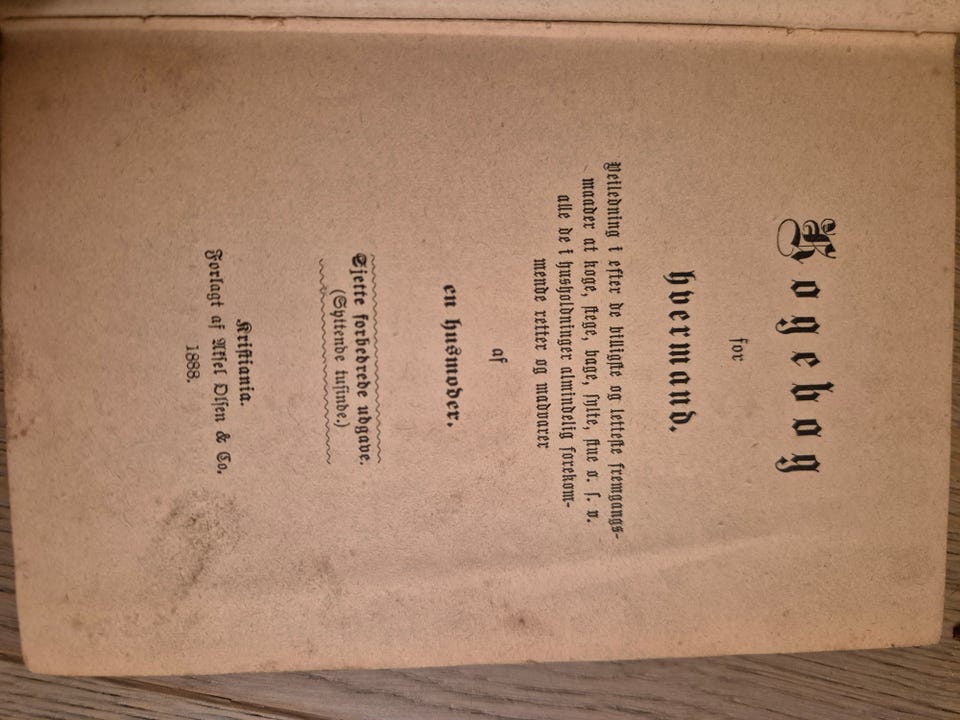 Kogebog
for
hvermand.
Veiledning i efter de billigste og letteste fremgangs-
maader at koge, stege, bage, sylte, stue o. s. v.
alle de i husholdninger almindelig forekom-
mende retter og madvarer
af
en husmoder.
Sjette forbedrede udgave.
(Syttende tusinde.)
Kristiania.
Forlagt af Aksel Olsen & Co.
1888.